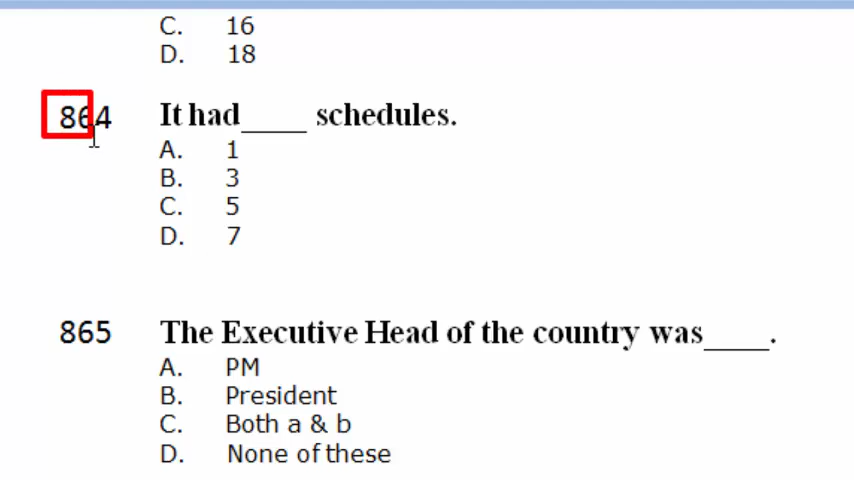 C. 16
D. 18
864 It had____ schedules.
A. 1
B. 3
C. 5
D. 7
865 The Executive Head of the country was____.
A. PM
B. President
C. Both a & b
D. None of these